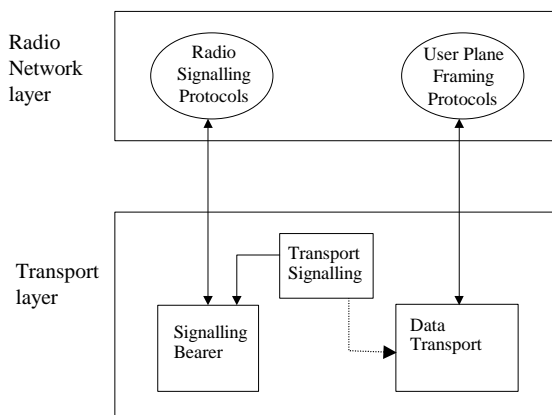 Radio
Network
layer
Radio
Signalling
Protocols
User Plane
Framing
Protocols
Transport
layer
Transport
Signalling
Signalling
Bearer
Data
Transport